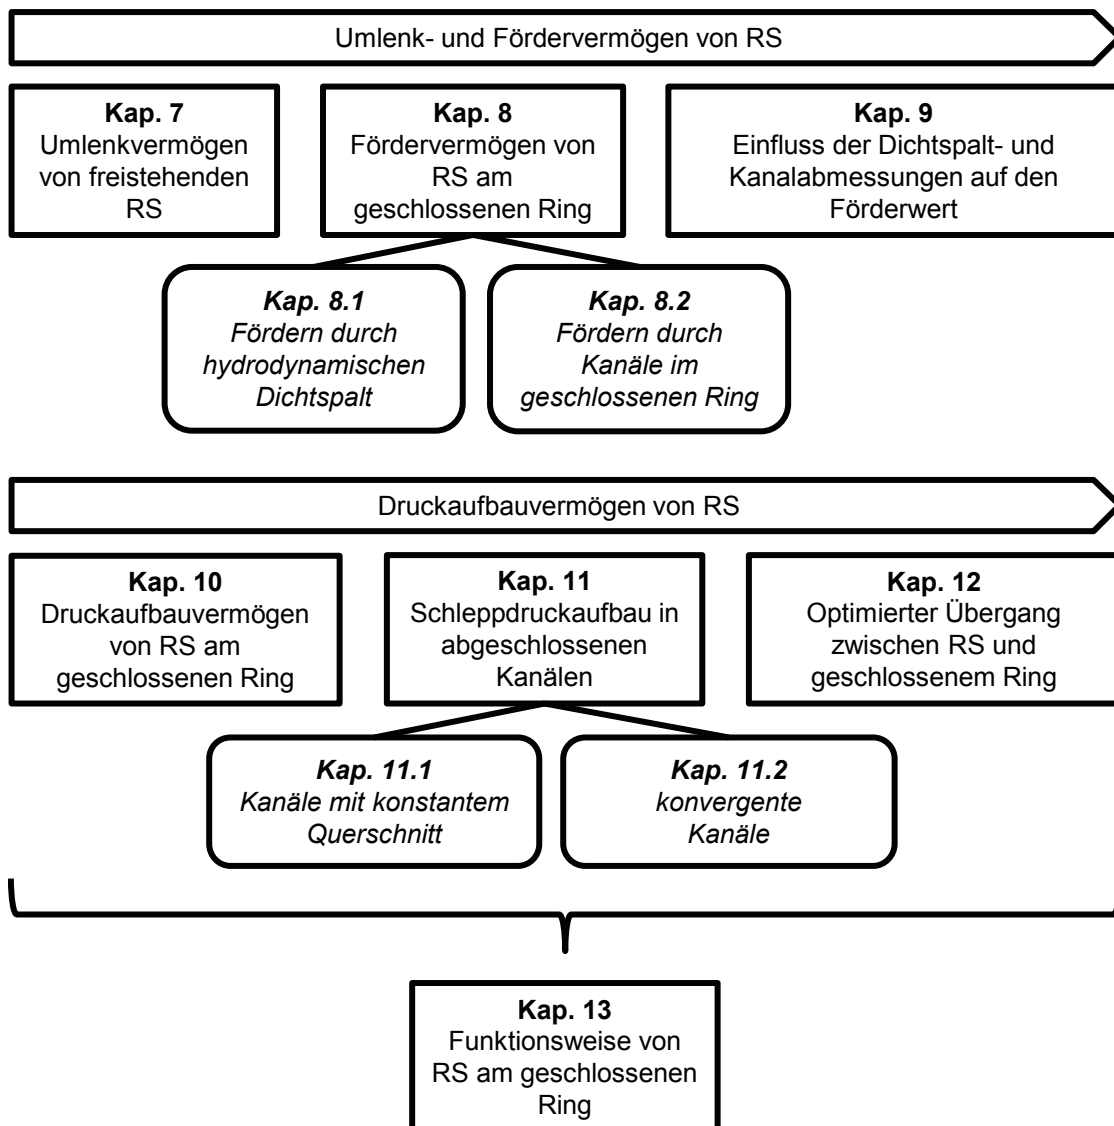 Umlenk- und Fördervermögen von RS
Kap. 7
Umlenkvermögen
von freistehenden
RS
Kap. 8
Fördervermögen von
RS am
geschlossenen Ring
Kap. 9
Einfluss der Dichtspalt- und
Kanalabmessungen auf den
Förderwert
Kap. 8.1
Fördern durch
hydrodynamischen
Dichtspalt
Kap. 8.2
Fördern durch
Kanäle im
geschlossenen Ring
Druckaufbauvermögen von RS
Kap. 10
Druckaufbauvermögen
von RS am
geschlossenen Ring
Kap. 11
Schleppdruckaufbau in
abgeschlossenen
Kanälen
Kap. 12
Optimierter Übergang
zwischen RS und
geschlossenem Ring
Kap. 11.1
Kanäle mit konstantem
Querschnitt
Kap. 11.2
konvergente
Kanäle
Kap. 13
Funktionsweise von
RS am geschlossenen
Ring